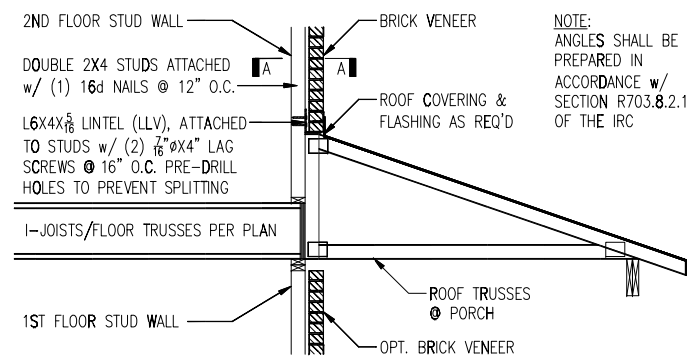 2ND FLOOR STUD WALL
BRICK VENEER
NOTE:
ANGLES SHALL BE
PREPARED IN
ACCORDANCE w/
SECTION R703.8.2.1
OF THE IRC
DOUBLE 2X4 STUDS ATTACHED
w/ (1) 16d NAILS @ 12" O.C.
A
A
L6X4X5/16 LINTEL (LLV), ATTACHED
TO STUDS w/ (2) 7/16"øX4" LAG
SCREWS @ 16" O.C. PRE-DRILL
HOLES TO PREVENT SPLITTING
ROOF COVERING &
FLASHING AS REQ'D
I-JOISTS/FLOOR TRUSSES PER PLAN
ROOF TRUSSES
@ PORCH
1ST FLOOR STUD WALL
OPT. BRICK VENEER